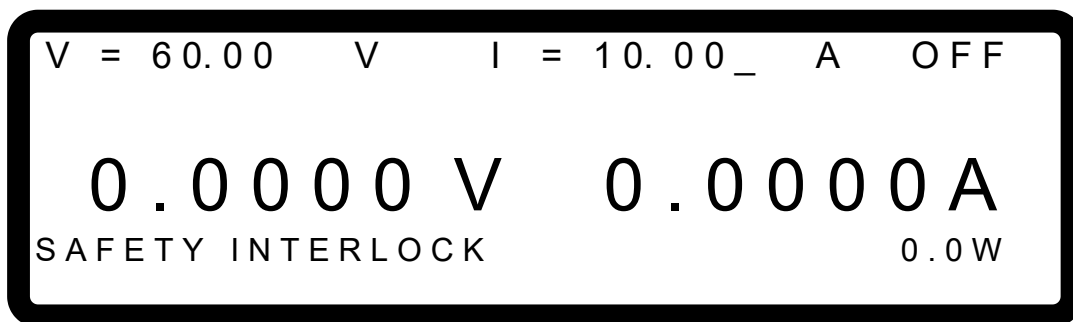 V = 60.00 V I = 10.00_ A OFF
0.0000 V 0.0000A
SAFETY INTERLOCK 0.0W